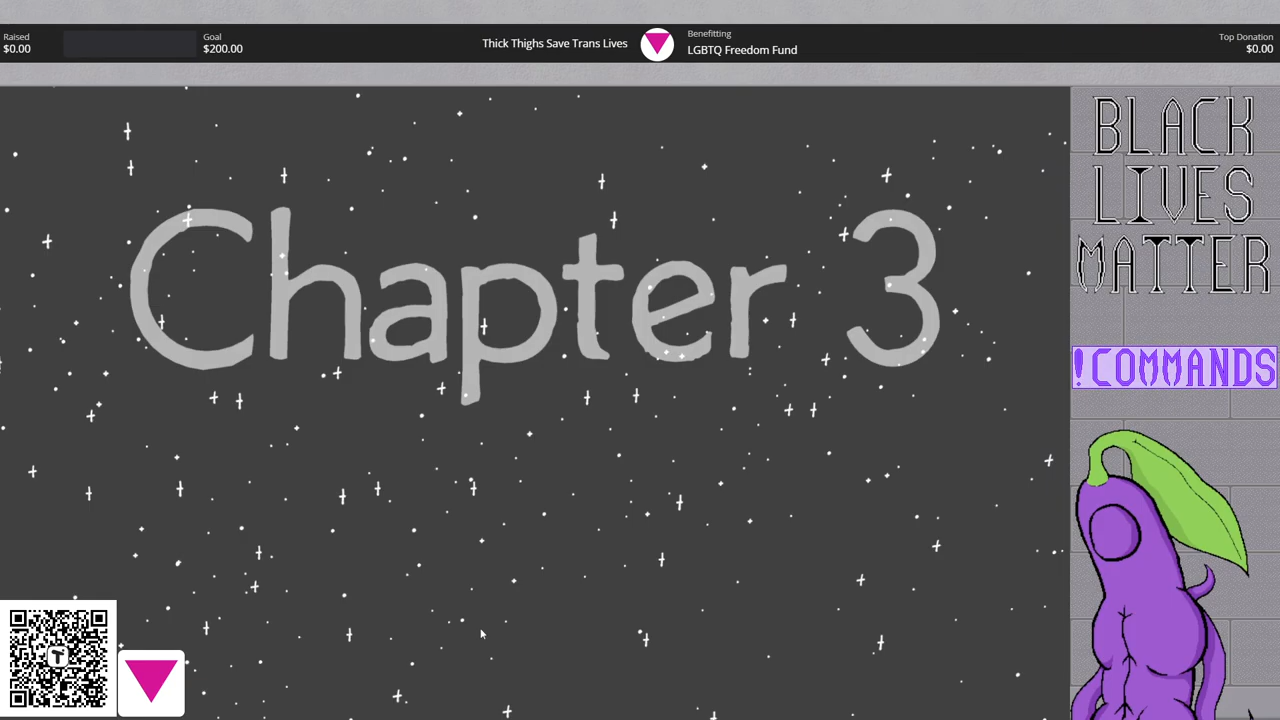 Raised
$0.00
Goal
$200.00
Thick Thighs Save Trans Lives
Benefitting
LGBTQ Freedom Fund
Top Donation
$0.00
Chapter 3
BLACK
LIVES
MATTER
!COMMANDS
T